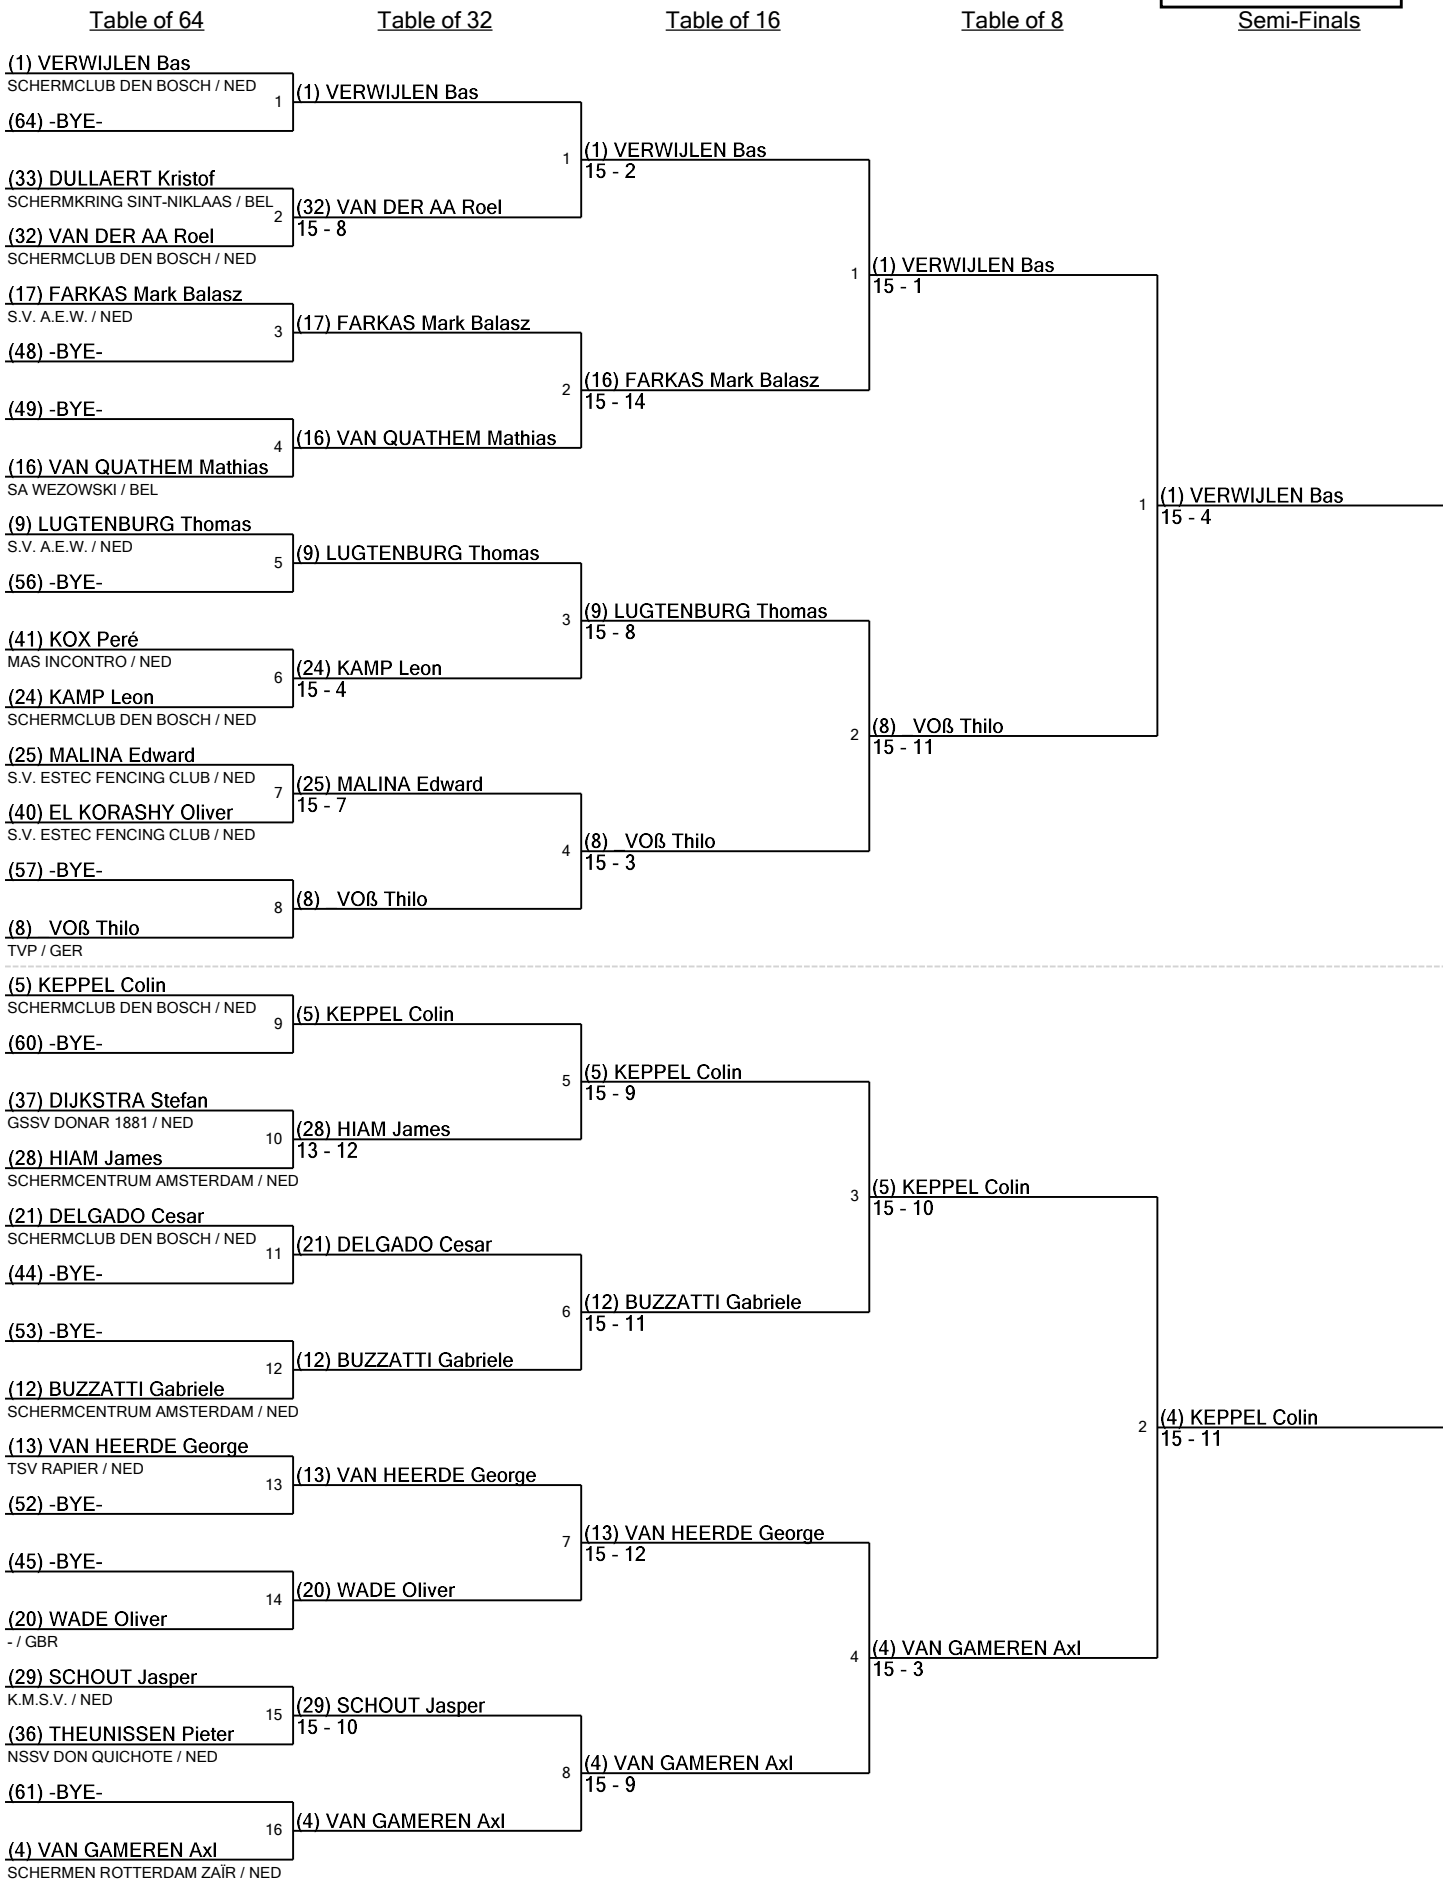 Table of 64
Table of 32
Table of 16
Table of 8
Semi-Finals
(1) VERWIJLEN Bas
SCHERMCLUB DEN BOSCH / NED
1
(64) -BYE-
(33) DULLAERT Kristof
SCHERMKRING SINT-NIKLAAS / BEL
2
(32) VAN DER AA Roel
SCHERMCLUB DEN BOSCH / NED
(17) FARKAS Mark Balasz
S.V. A.E.W. / NED
3
(48) -BYE-
(49) -BYE-
4
(16) VAN QUATHEM Mathias
SA WEZOWSKI / BEL
(9) LUGTENBURG Thomas
S.V. A.E.W. / NED
5
(56) -BYE-
(41) KOX Peré
MAS INCONTRO / NED
6
(24) KAMP Leon
SCHERMCLUB DEN BOSCH / NED
(25) MALINA Edward
S.V. ESTEC FENCING CLUB / NED
7
(40) EL KORASHY Oliver
S.V. ESTEC FENCING CLUB / NED
(57) -BYE-
8
(8) _VOß Thilo
TVP / GER
(5) KEPPEL Colin
SCHERMCLUB DEN BOSCH / NED
9
(60) -BYE-
(37) DIJKSTRA Stefan
GSSV DONAR 1881 / NED
10
(28) HIAM James
SCHERMCENTRUM AMSTERDAM / NED
(21) DELGADO Cesar
SCHERMCLUB DEN BOSCH / NED
11
(44) -BYE-
(53) -BYE-
12
(12) BUZZATTI Gabriele
SCHERMCENTRUM AMSTERDAM / NED
(13) VAN HEERDE George
TSV RAPIER / NED
13
(52) -BYE-
(45) -BYE-
14
(20) WADE Oliver
- / GBR
(29) SCHOUT Jasper
K.M.S.V. / NED
15
(36) THEUNISSEN Pieter
NSSV DON QUICHOTE / NED
(61) -BYE-
16
(4) VAN GAMEREN Axl
SCHERMEN ROTTERDAM ZAÏR / NED
(1) VERWIJLEN Bas
1
(32) VAN DER AA Roel
15 - 8
(17) FARKAS Mark Balasz
2
(16) VAN QUATHEM Mathias
(9) LUGTENBURG Thomas
3
(24) KAMP Leon
15 - 4
(25) MALINA Edward
15 - 7
4
(8) _VOß Thilo
(5) KEPPEL Colin
5
(28) HIAM James
13 - 12
(21) DELGADO Cesar
6
(12) BUZZATTI Gabriele
(13) VAN HEERDE George
7
(20) WADE Oliver
(29) SCHOUT Jasper
15 - 10
8
(4) VAN GAMEREN Axl
(1) VERWIJLEN Bas
15 - 2
1
(16) FARKAS Mark Balasz
15 - 14
(9) LUGTENBURG Thomas
15 - 8
2
(8) _VOß Thilo
15 - 3
(5) KEPPEL Colin
15 - 9
3
(12) BUZZATTI Gabriele
15 - 11
(13) VAN HEERDE George
15 - 12
4
(4) VAN GAMEREN Axl
15 - 9
(1) VERWIJLEN Bas
15 - 1
1
(8) _VOß Thilo
15 - 11
(5) KEPPEL Colin
15 - 10
2
(4) VAN GAMEREN Axl
15 - 3
(1) VERWIJLEN Bas
15 - 4
(4) KEPPEL Colin
15 - 11